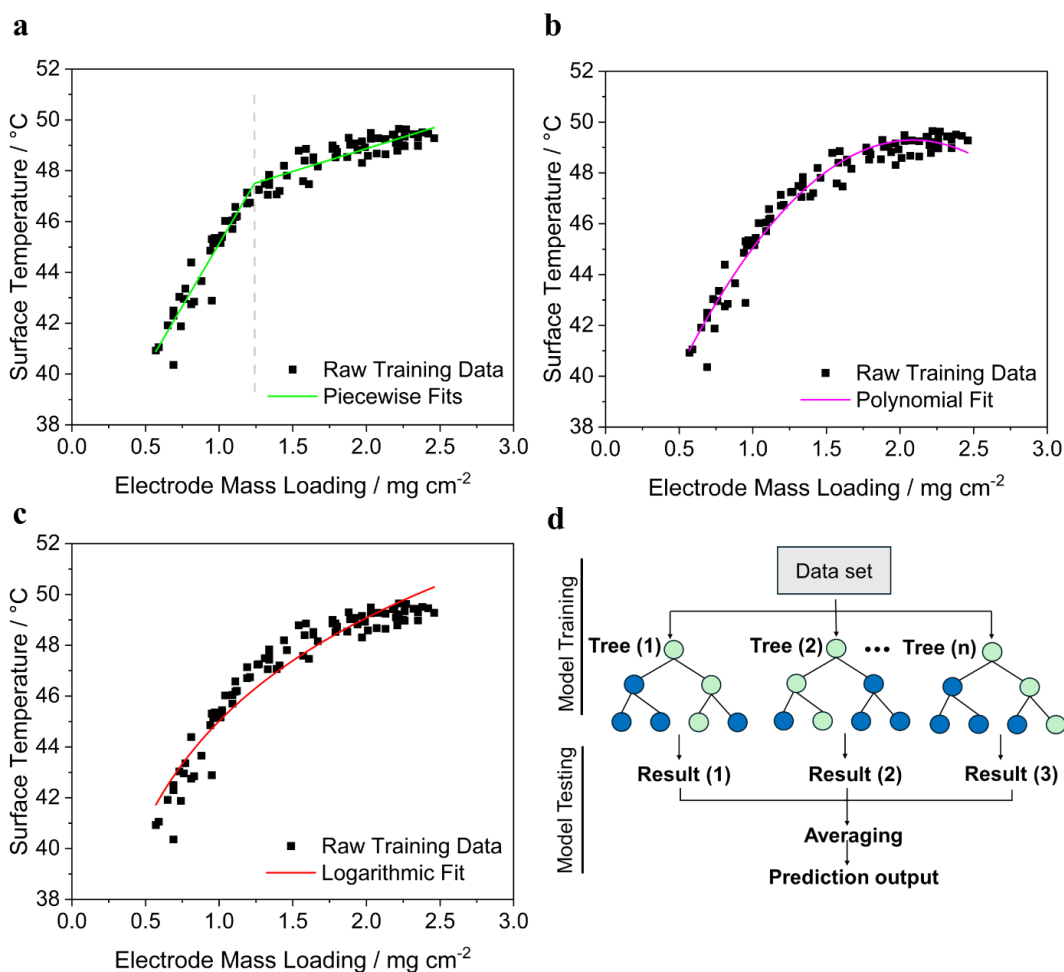 a
52
50
48
46
44
42
40
38
Surface Temperature / °C
Raw Training Data
Piecewise Fits
0.0 0.5 1.0 1.5 2.0 2.5 3.0
Electrode Mass Loading / mg cm⁻²
b
52
50
48
46
44
42
40
38
Surface Temperature / °C
Raw Training Data
Polynomial Fit
0.0 0.5 1.0 1.5 2.0 2.5 3.0
Electrode Mass Loading / mg cm⁻²
c
52
50
48
46
44
42
40
38
Surface Temperature / °C
Raw Training Data
Logarithmic Fit
0.0 0.5 1.0 1.5 2.0 2.5 3.0
Electrode Mass Loading / mg cm⁻²
d
Model Training
Data set
Tree (1) Tree (2) ••• Tree (n)
Model Testing
Result (1) Result (2) Result (3)
Averaging
Prediction output